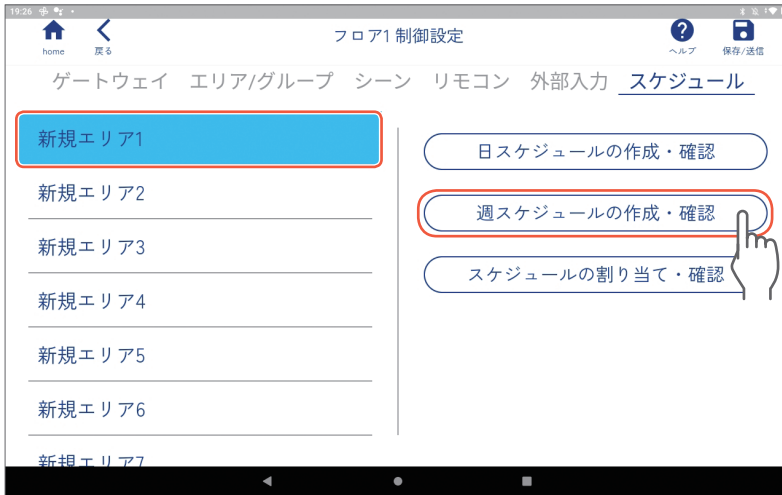 19:26
home
戻る
フロア1 制御設定
ヘルプ
保存/送信
ゲートウェイ エリア/グループ シーン リモコン 外部入力 スケジュール
新規エリア1
新規エリア2
新規エリア3
新規エリア4
新規エリア5
新規エリア6
新規エリア7
日スケジュールの作成・確認
週スケジュールの作成・確認
スケジュールの割り当て・確認